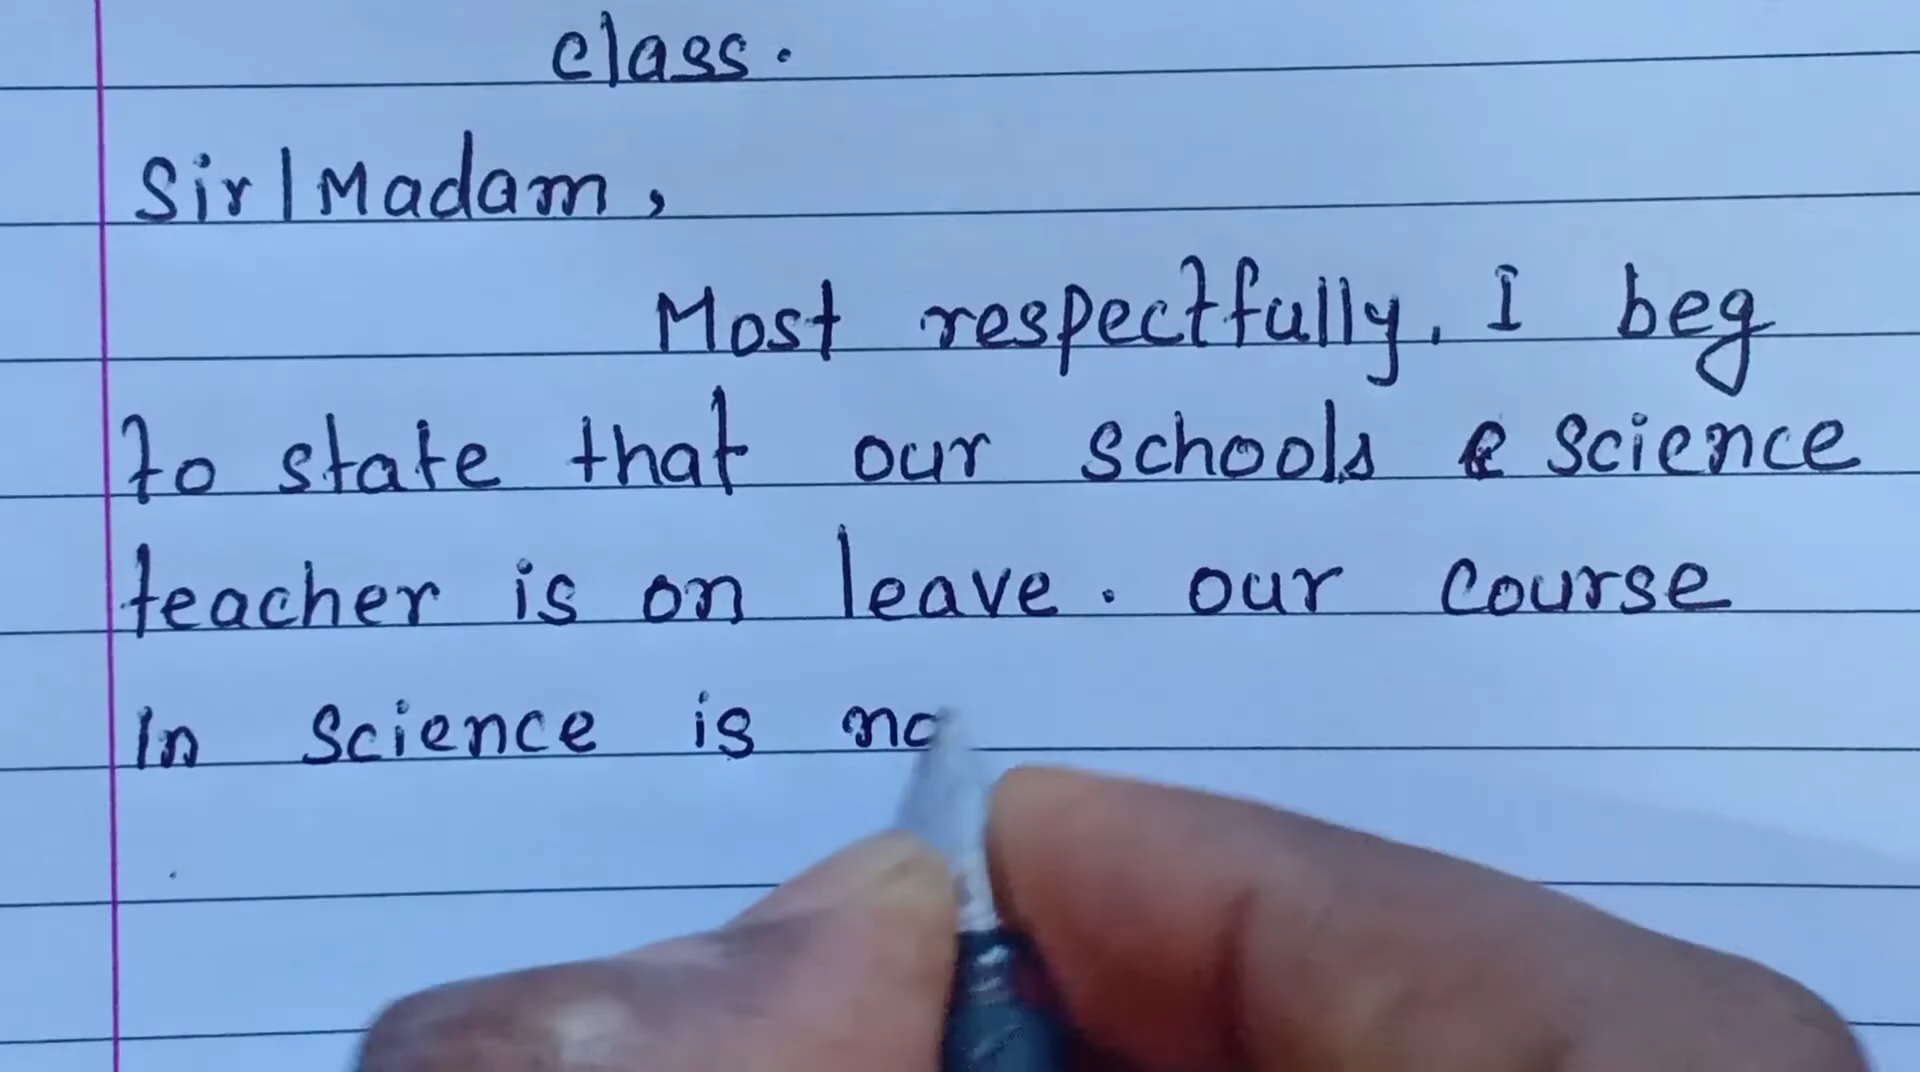 class.
Sir/Madam,
Most respectfully, I beg
to state that our schools science
teacher is on leave. our course
In science is no